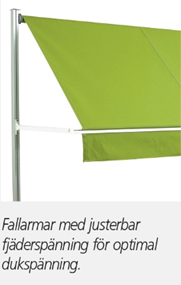 Fallarmar med justerbar
fjäderspänning för optimal
dukspänning.